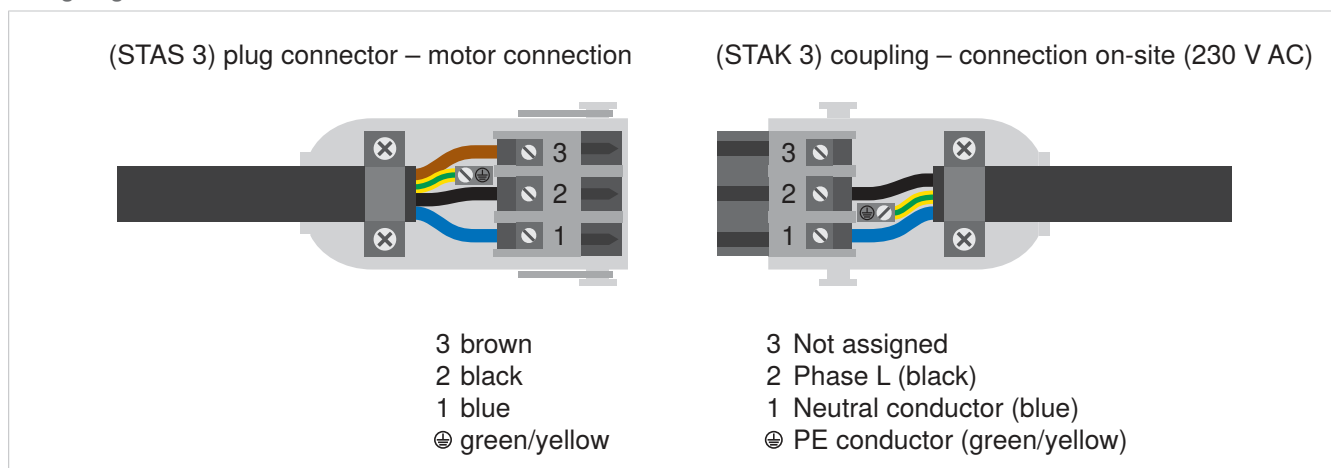 (STAS 3) plug connector – motor connection
(STAK 3) coupling – connection on-site (230 V AC)
3
2
1
3
2
1
3 brown
2 black
1 blue
green/yellow
3 Not assigned
2 Phase L (black)
1 Neutral conductor (blue)
PE conductor (green/yellow)